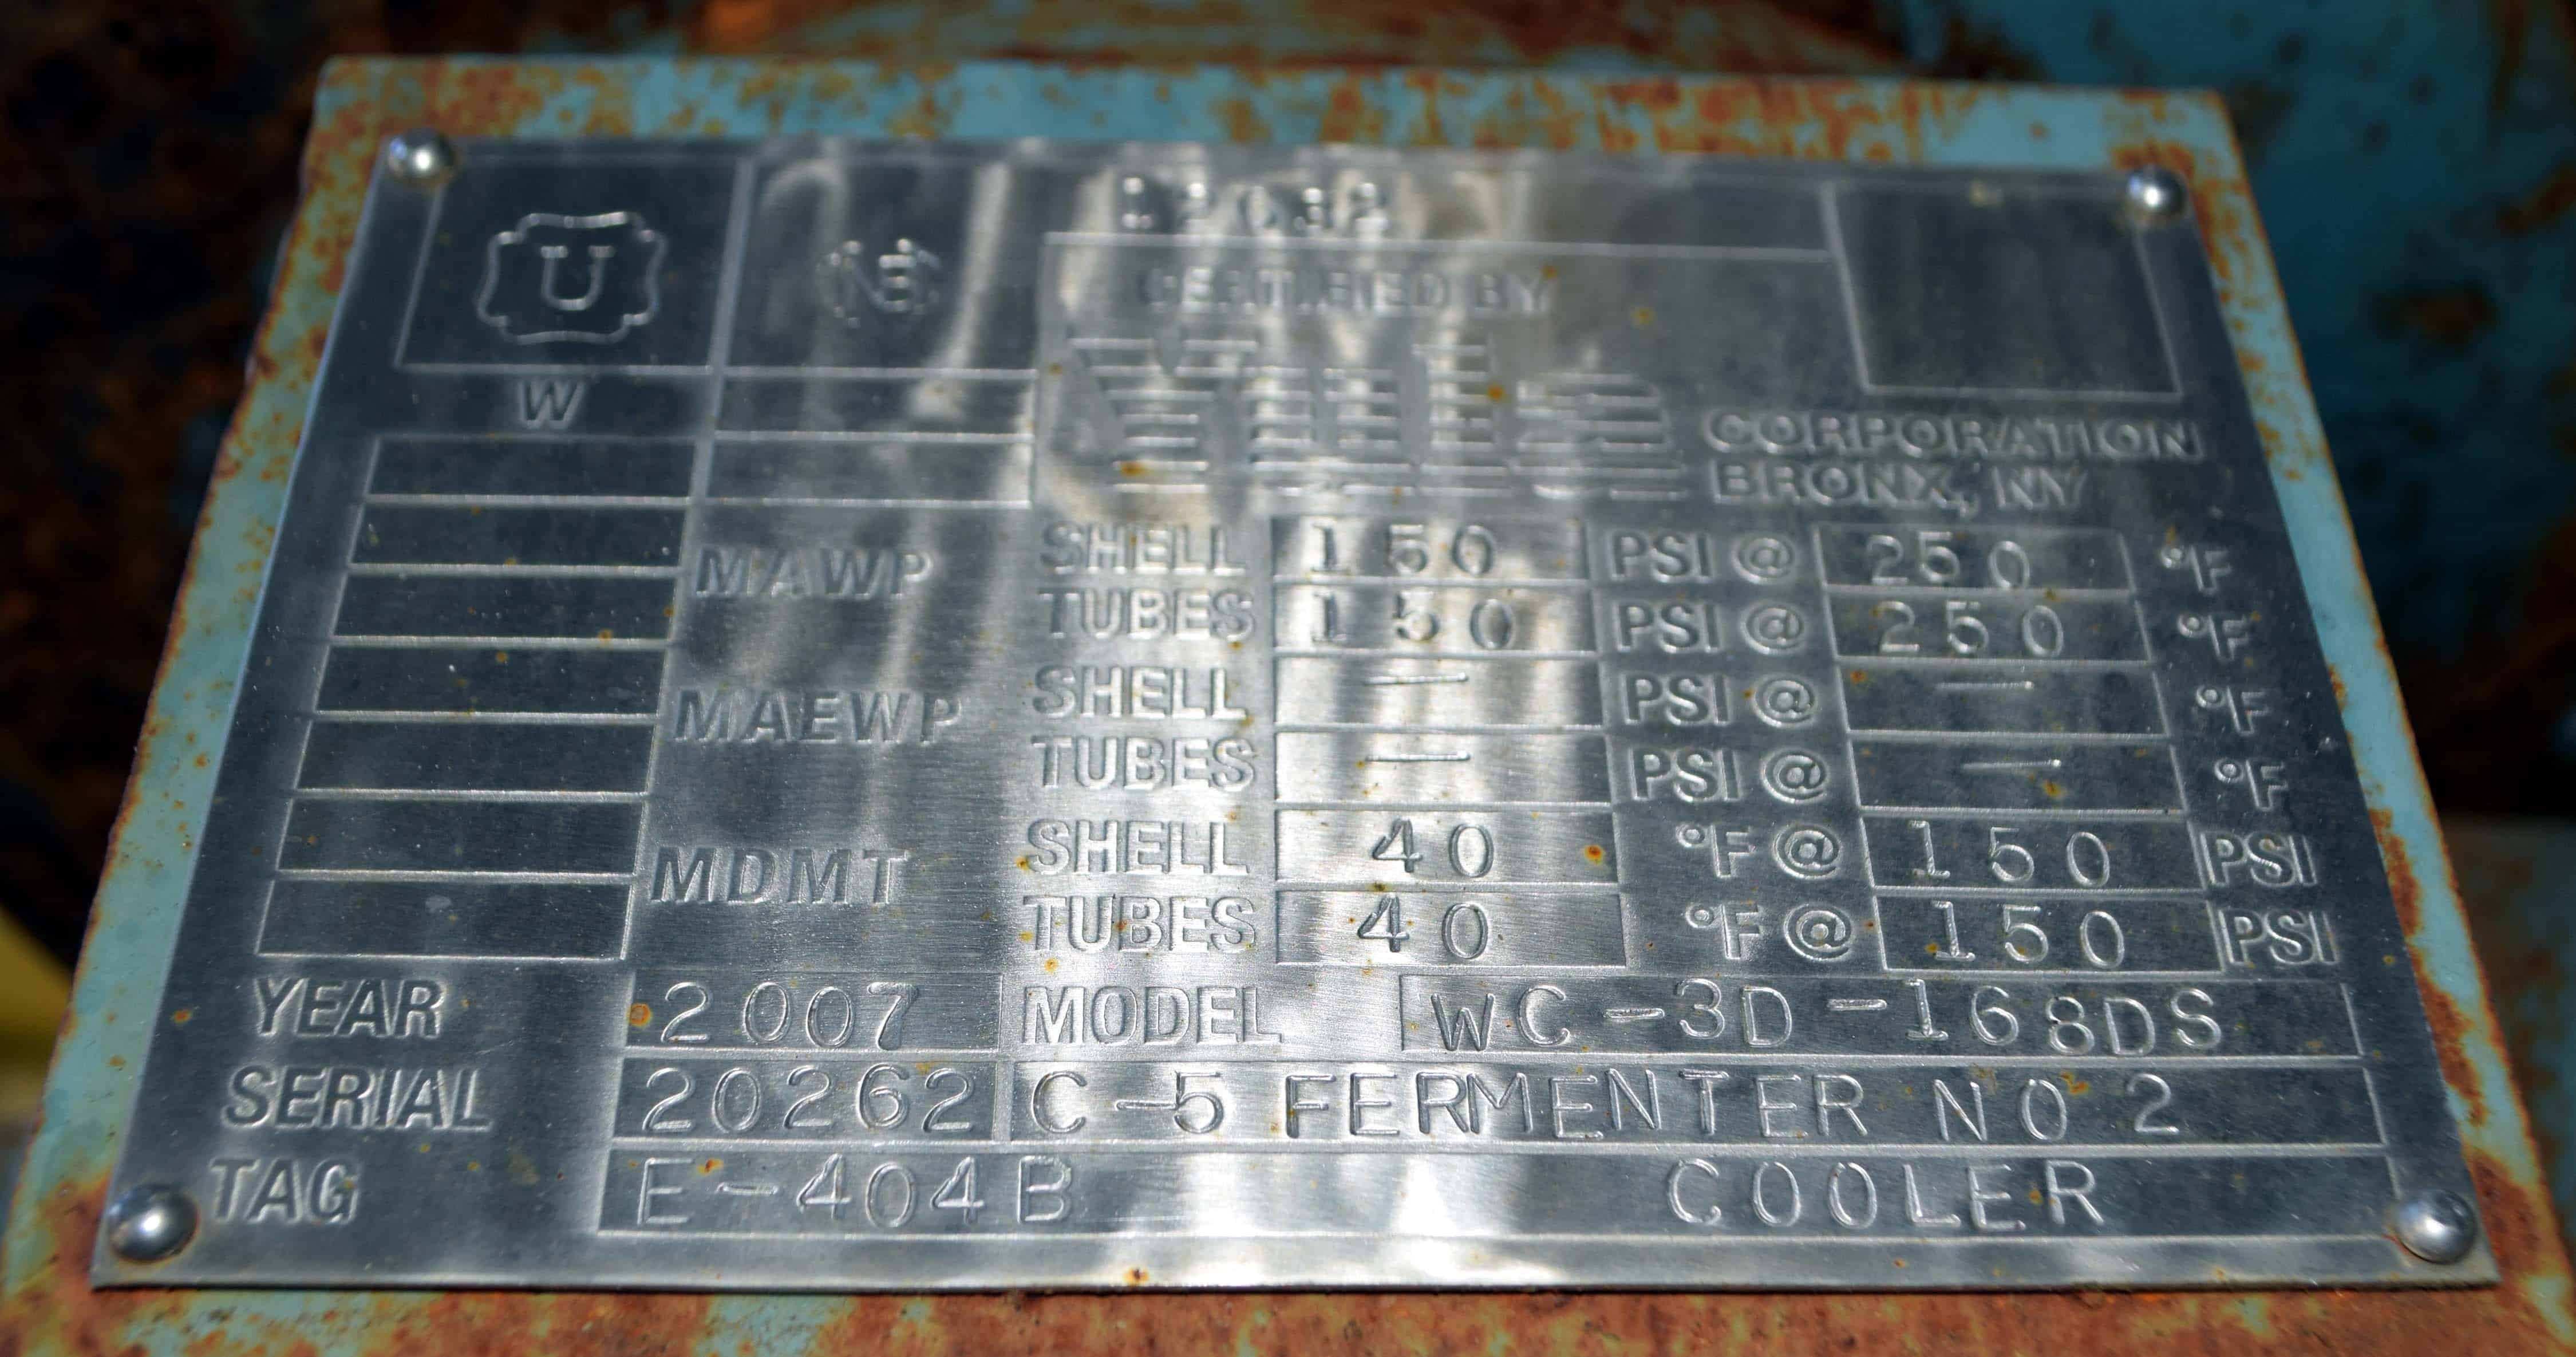 12032
U
NB
CERTIFIED BY
W
CORPORATION
BRONX, NY
MAWP SHELL 150 PSI @ 250 °F
TUBES 150 PSI @ 250 °F
MAEWP SHELL — PSI @ — °F
TUBES — PSI @ — °F
MDMT SHELL 40 °F @ 150 PSI
TUBES 40 °F @ 150 PSI
YEAR 2007 MODEL WC-3D-168DS
SERIAL 20262 C-5 FERMENTER NO 2
TAG E-404B COOLER